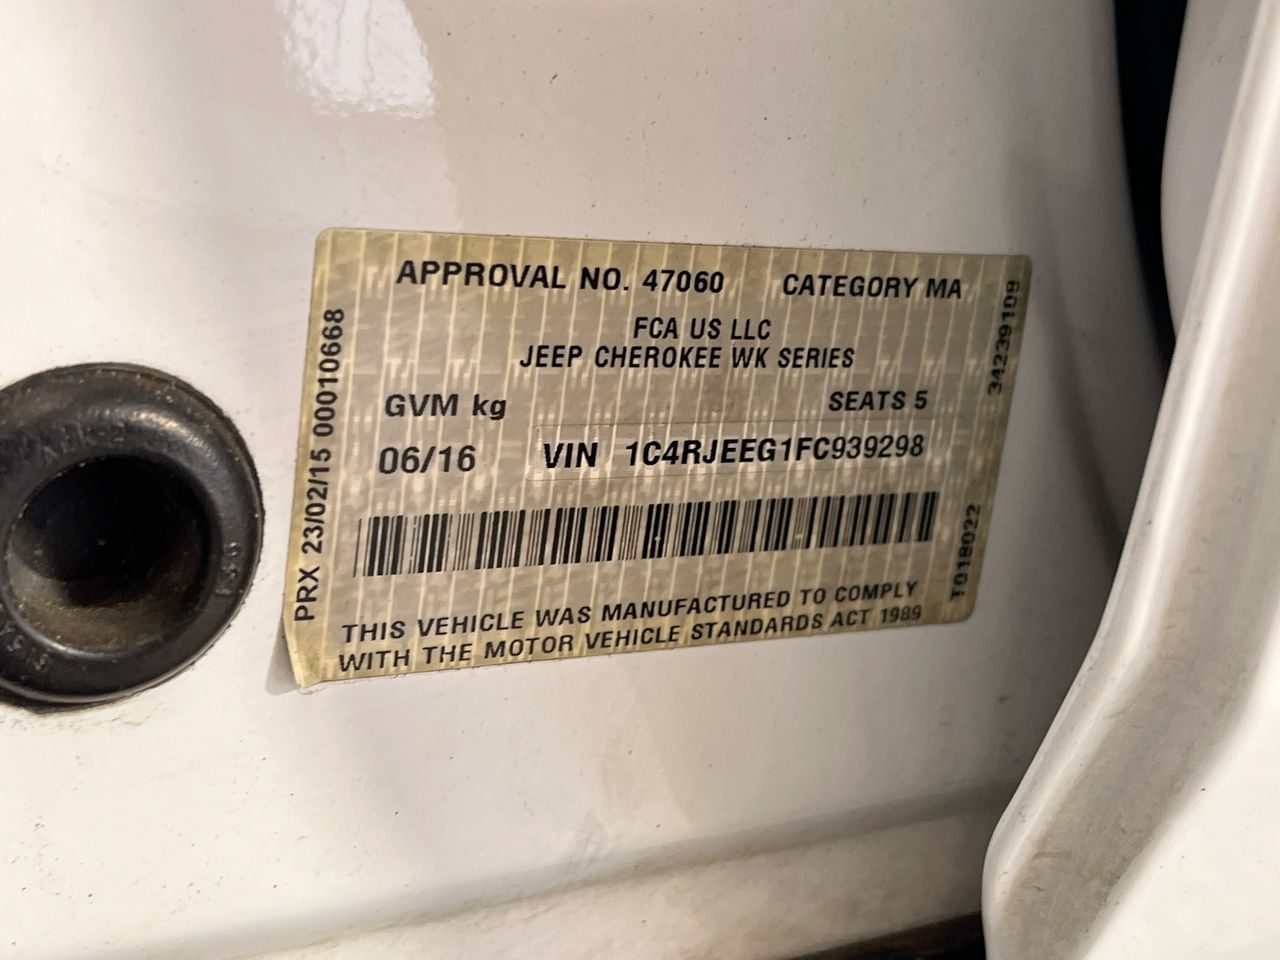 APPROVAL NO. 47060 CATEGORY MA
FCA US LLC
JEEP CHEROKEE WK SERIES
GVM kg SEATS 5
06/16 VIN 1C4RJEEG1FC939298
THIS VEHICLE WAS MANUFACTURED TO COMPLY
WITH THE MOTOR VEHICLE STANDARDS ACT 1989
PRX 23/02/15 00010668
34239109
T018022